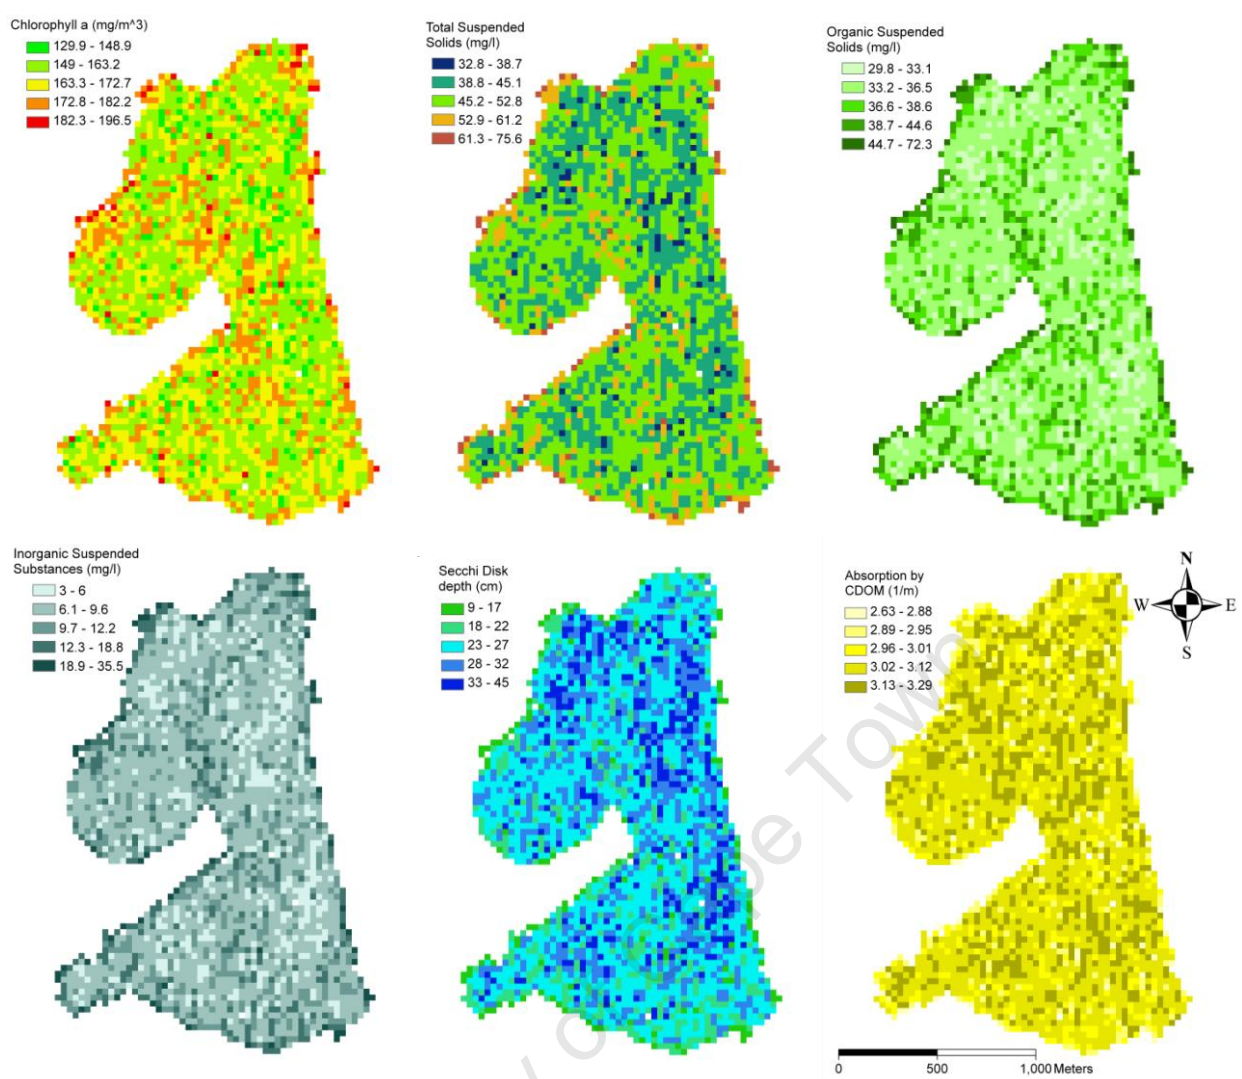 Chlorophyll a (mg/m^3)
129.9 - 148.9
149 - 163.2
163.3 - 172.7
172.8 - 182.2
182.3 - 196.5
Total Suspended
Solids (mg/l)
32.8 - 38.7
38.8 - 45.1
45.2 - 52.8
52.9 - 61.2
61.3 - 75.6
Organic Suspended
Solids (mg/l)
29.8 - 33.1
33.2 - 36.5
36.6 - 38.6
38.7 - 44.6
44.7 - 72.3
Inorganic Suspended
Substances (mg/l)
3 - 6
6.1 - 9.6
9.7 - 12.2
12.3 - 18.8
18.9 - 35.5
Secchi Disk
depth (cm)
9 - 17
18 - 22
23 - 27
28 - 32
33 - 45
Absorption by
CDOM (1/m)
2.63 - 2.88
2.89 - 2.95
2.96 - 3.01
3.02 - 3.12
3.13 - 3.29
N
W E
S
0 500 1,000 Meters
Town